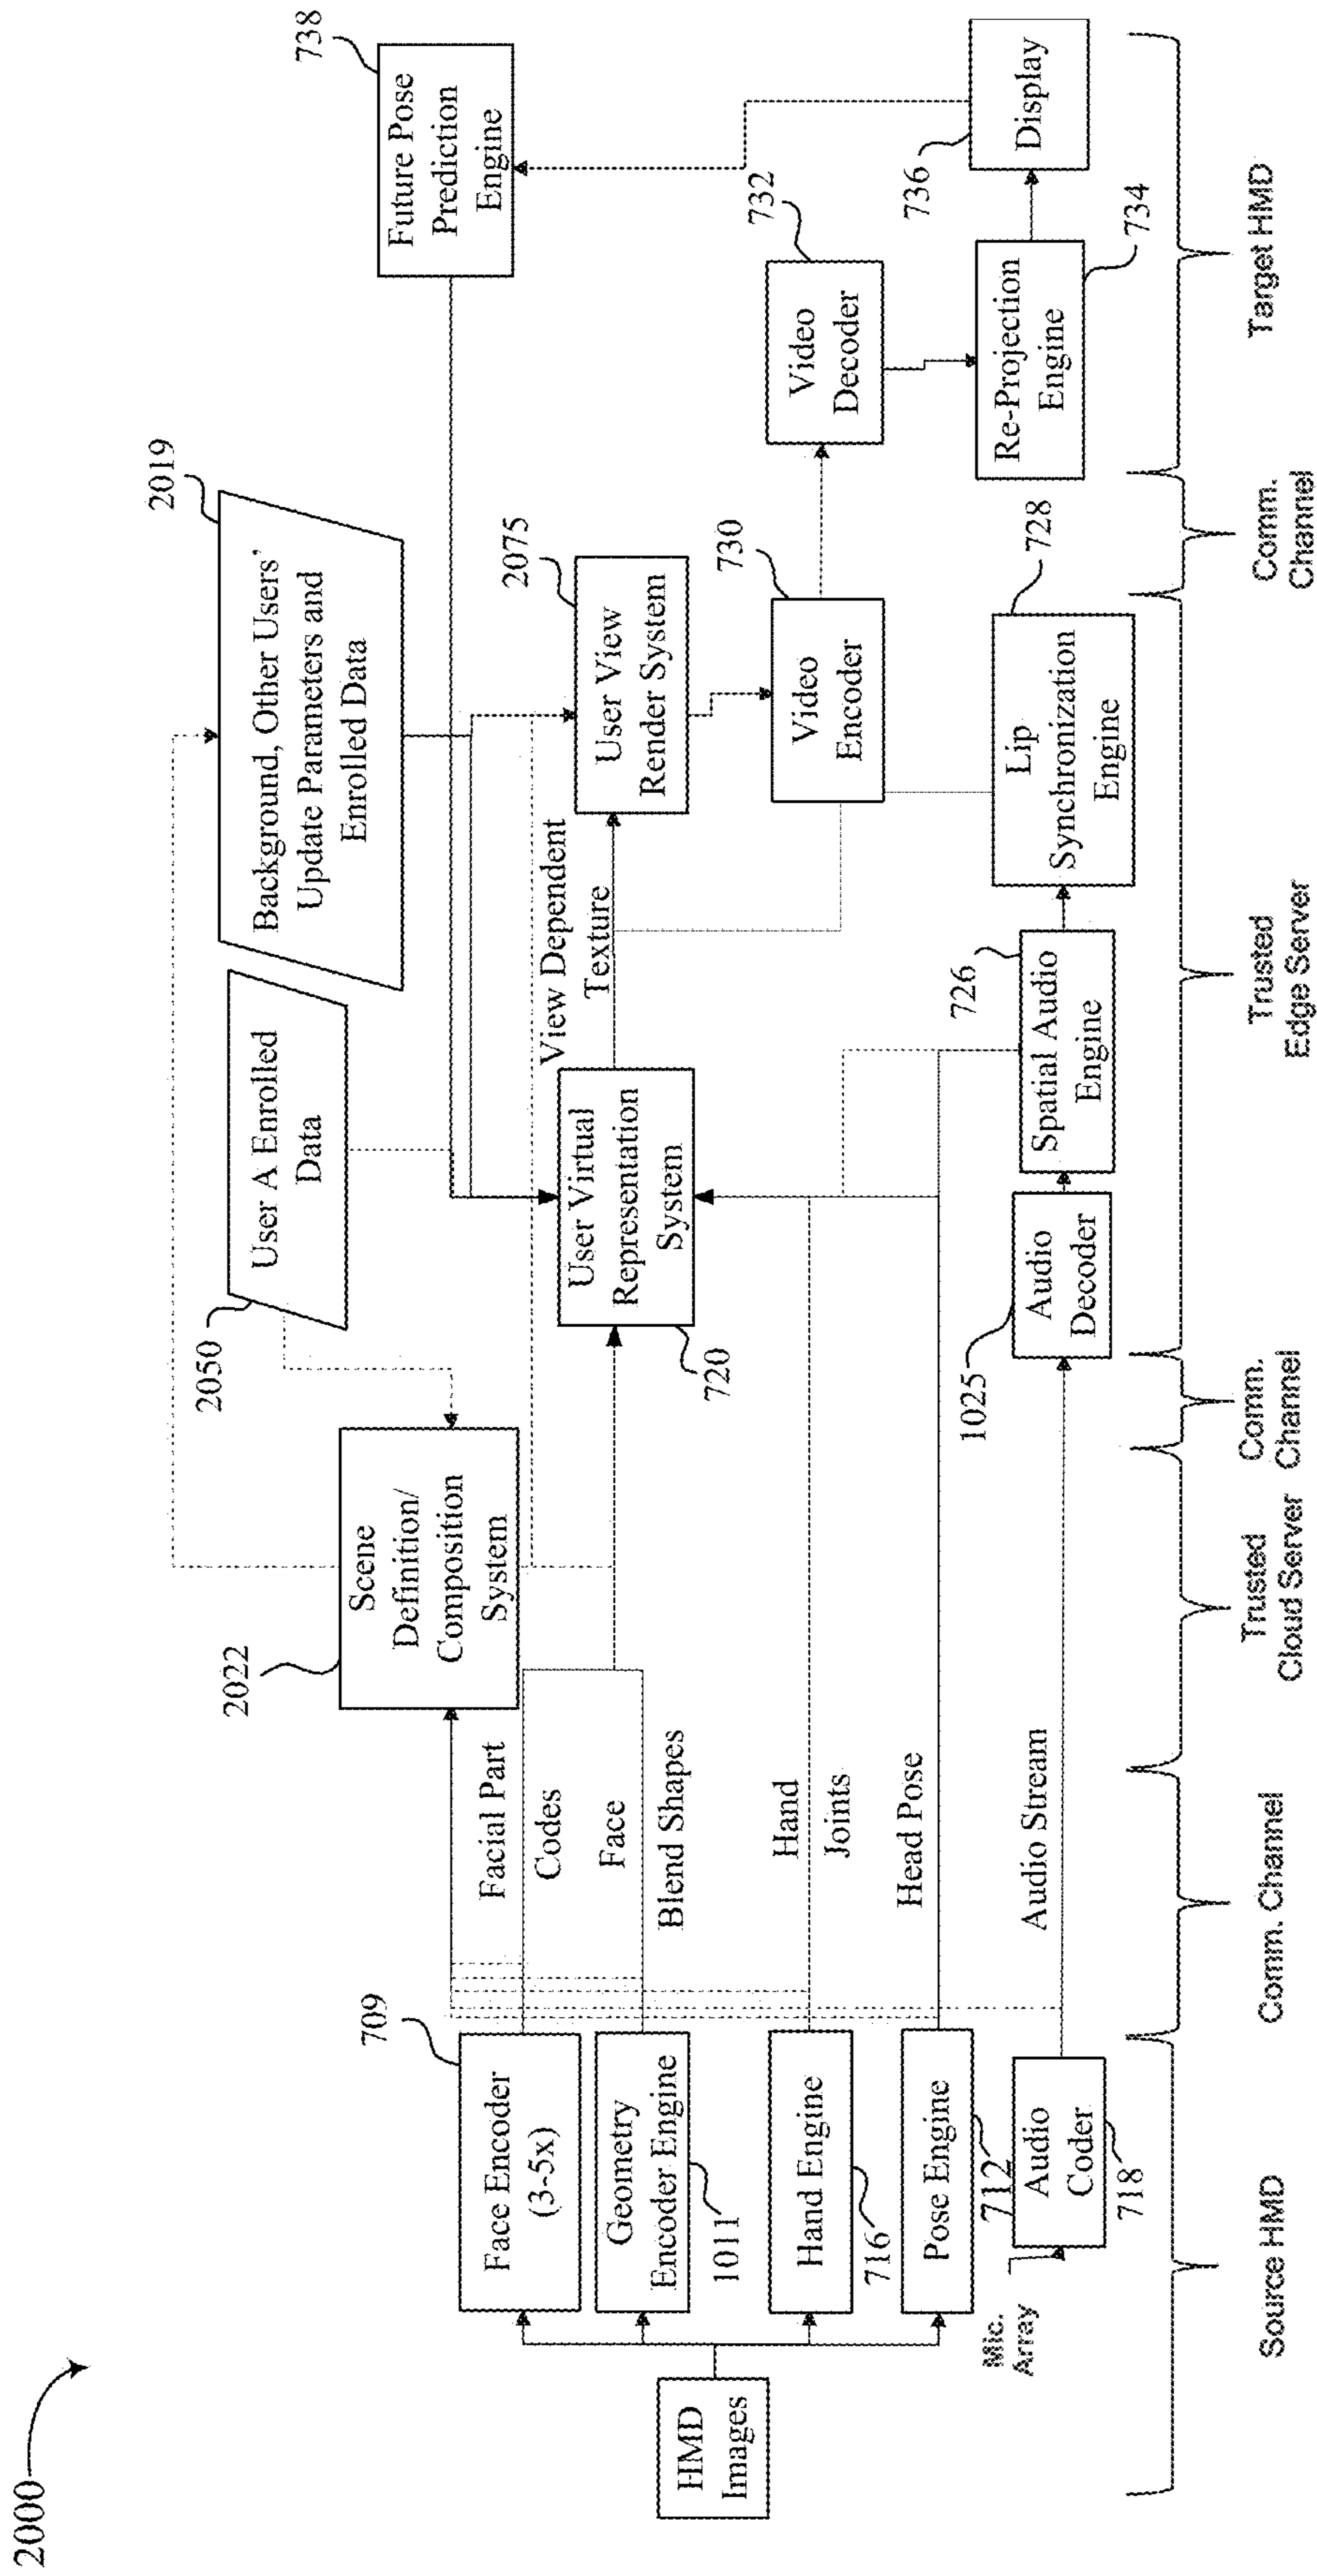 2000
HMD
Images
709
Face Encoder
(3-5x)
Geometry
Encoder Engine
1011
Hand Engine
716
Pose Engine
712
Mic.
Array
Audio
Coder
718
Facial Part
Codes
Face
Blend Shapes
Hand
Joints
Head Pose
Audio Stream
2022
Scene
Definition/
Composition
System
2050
User A Enrolled
Data
2019
Background, Other Users'
Update Parameters and
Enrolled Data
User Virtual
Representation
System
720
View Dependent
Texture
2075
User View
Render System
1025
Audio
Decoder
726
Spatial Audio
Engine
728
Lip
Synchronization
Engine
730
Video
Encoder
732
Video
Decoder
Re-Projection
Engine
734
736
Display
738
Future Pose
Prediction
Engine
Source HMD
Comm. Channel
Trusted
Cloud Server
Comm.
Channel
Trusted
Edge Server
Comm.
Channel
Target HMD